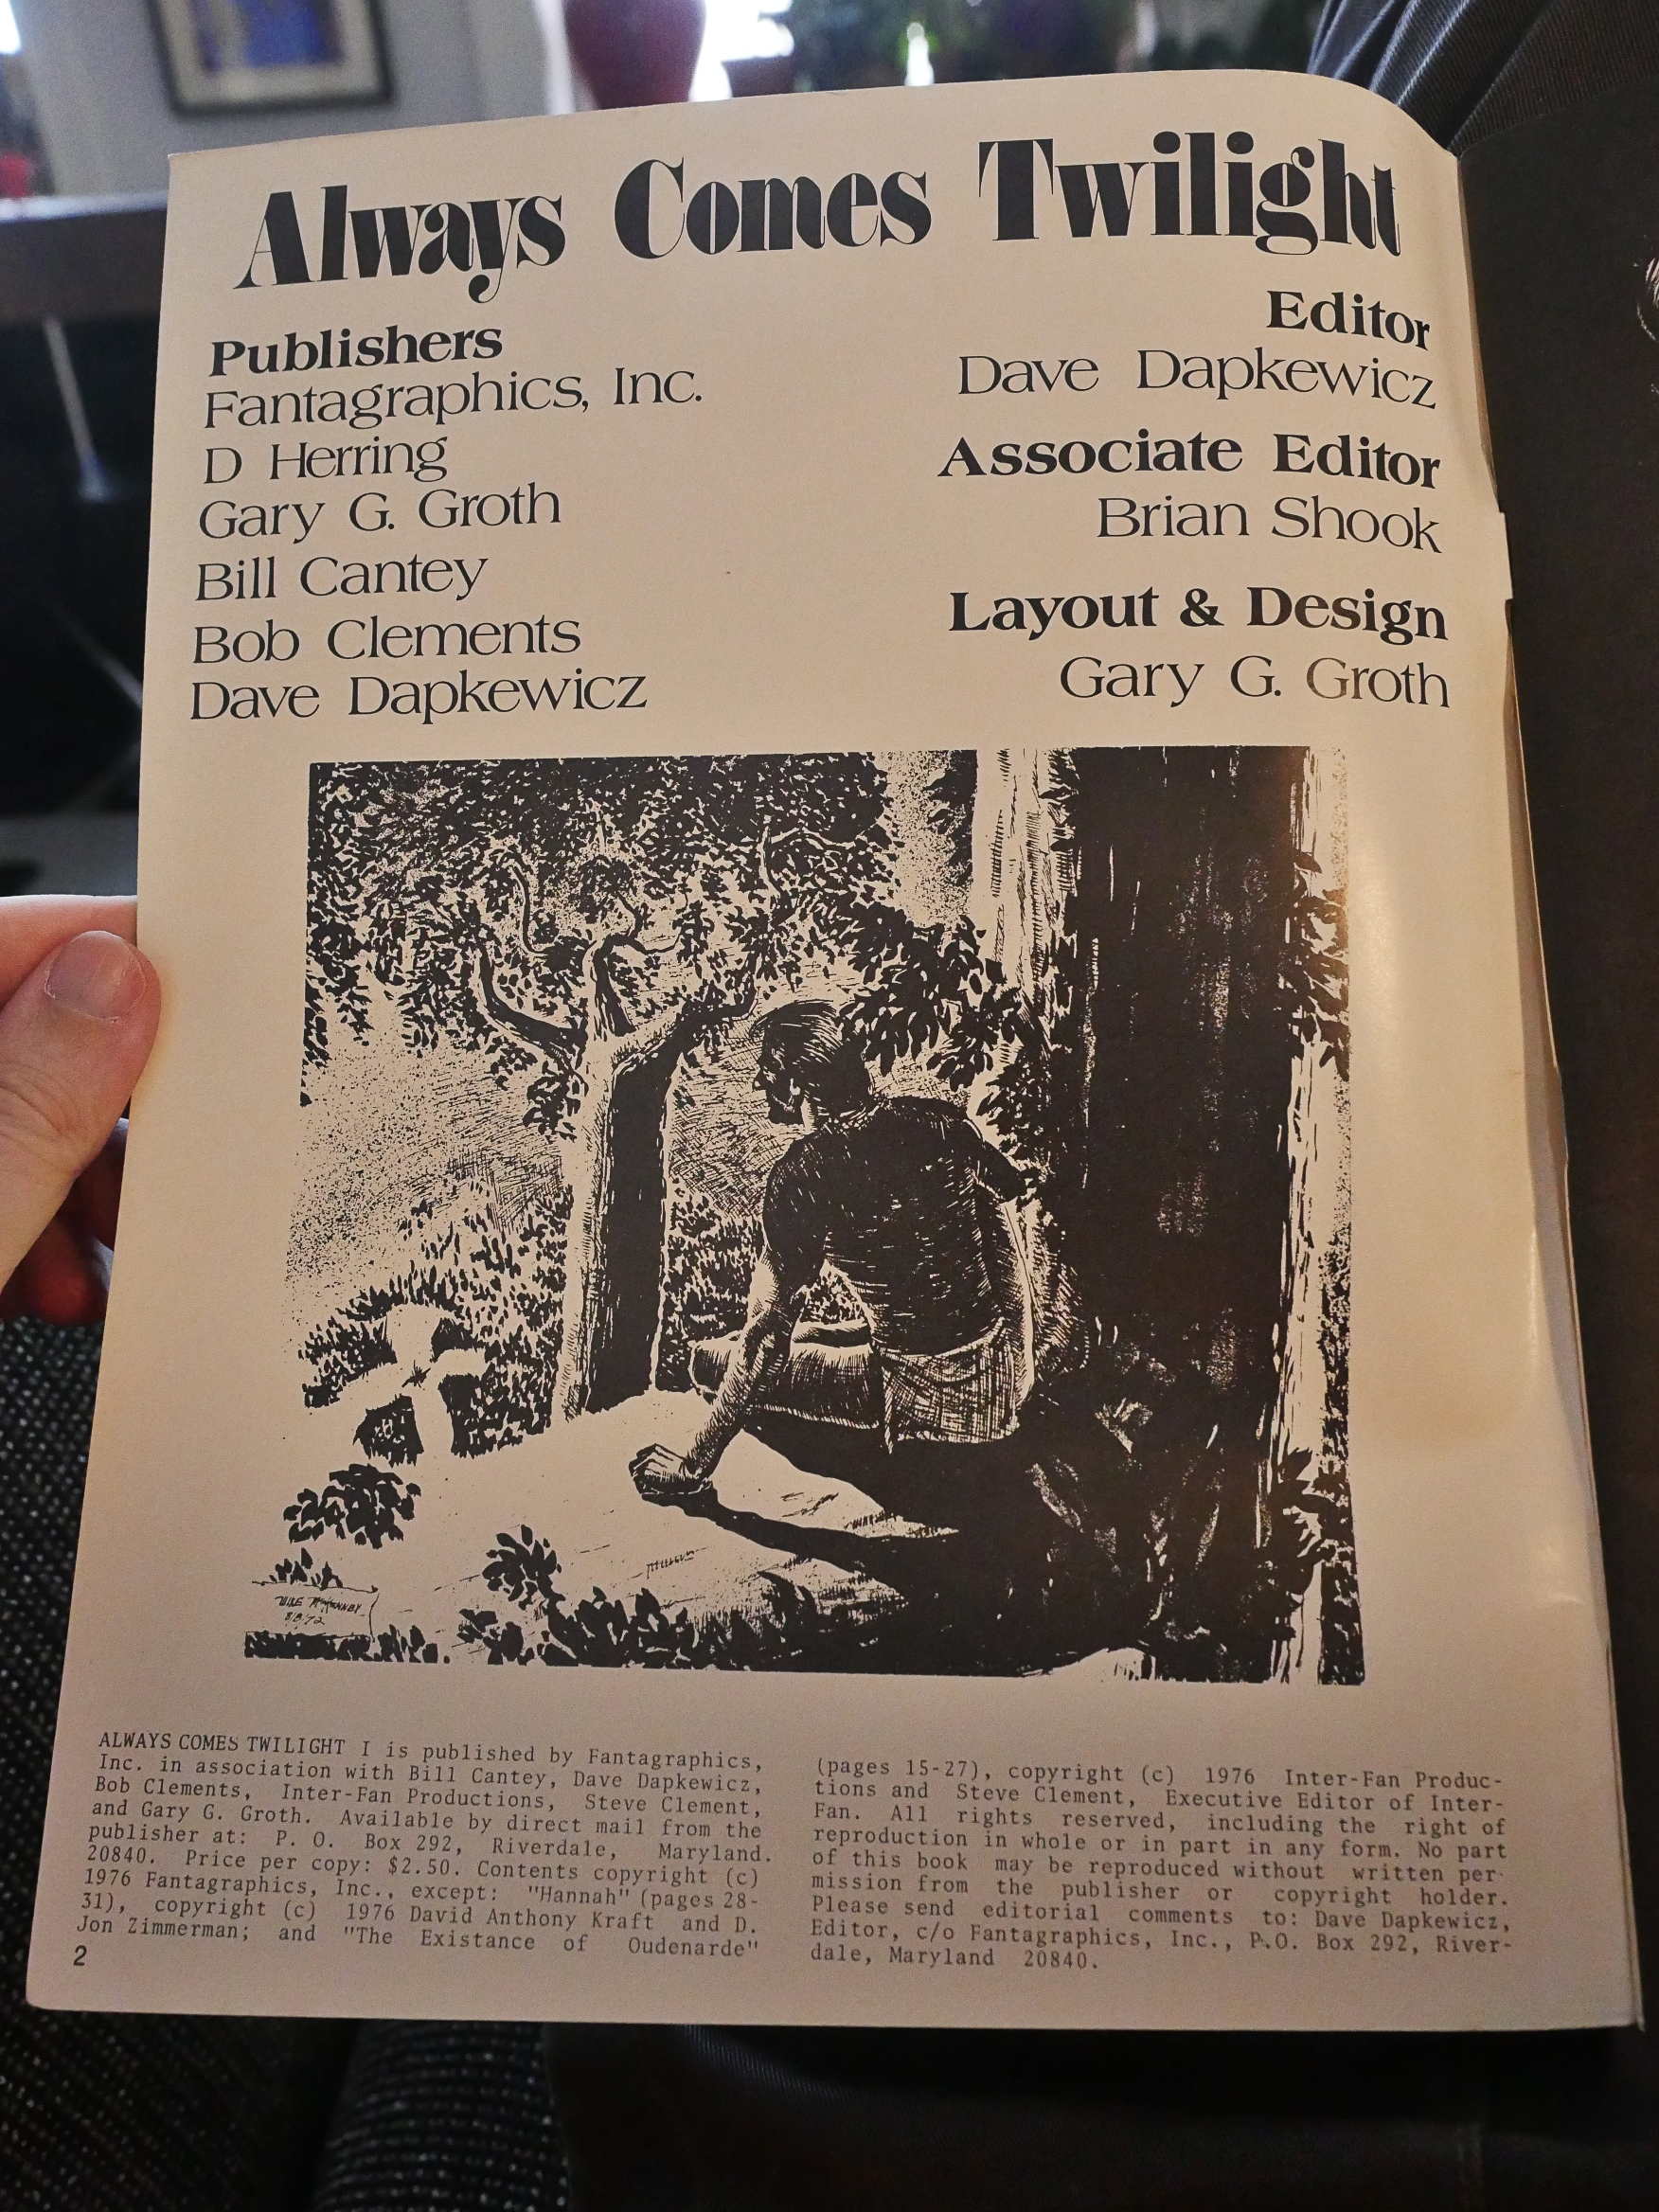 Always Comes Twilight
Publishers
Fantagraphics, Inc.
D Herring
Gary G. Groth
Bill Cantey
Bob Clements
Dave Dapkewicz
Editor
Dave Dapkewicz
Associate Editor
Brian Shook
Layout & Design
Gary G. Groth
8.8.72
ALWAYS COMES TWILIGHT I is published by Fantagraphics,
Inc. in association with Bill Cantey, Dave Dapkewicz,
Bob Clements, Inter-Fan Productions, Steve Clement,
and Gary G. Groth. Available by direct mail from the
publisher at: P. O. Box 292, Riverdale, Maryland.
20840. Price per copy: $2.50. Contents copyright (c)
1976 Fantagraphics, Inc., except: "Hannah" (pages 28-
31), copyright (c) 1976 David Anthony Kraft and D.
Jon Zimmerman; and "The Existance of Oudenarde"
2
(pages 15-27), copyright (c) 1976 Inter-Fan Produc-
tions and Steve Clement, Executive Editor of Inter-
Fan. All rights reserved, including the right of
reproduction in whole or in part in any form. No part
of this book may be reproduced without written per-
mission from the publisher or copyright holder.
Please send editorial comments to: Dave Dapkewicz,
Editor, c/o Fantagraphics, Inc., P.O. Box 292, River-
dale, Maryland 20840.